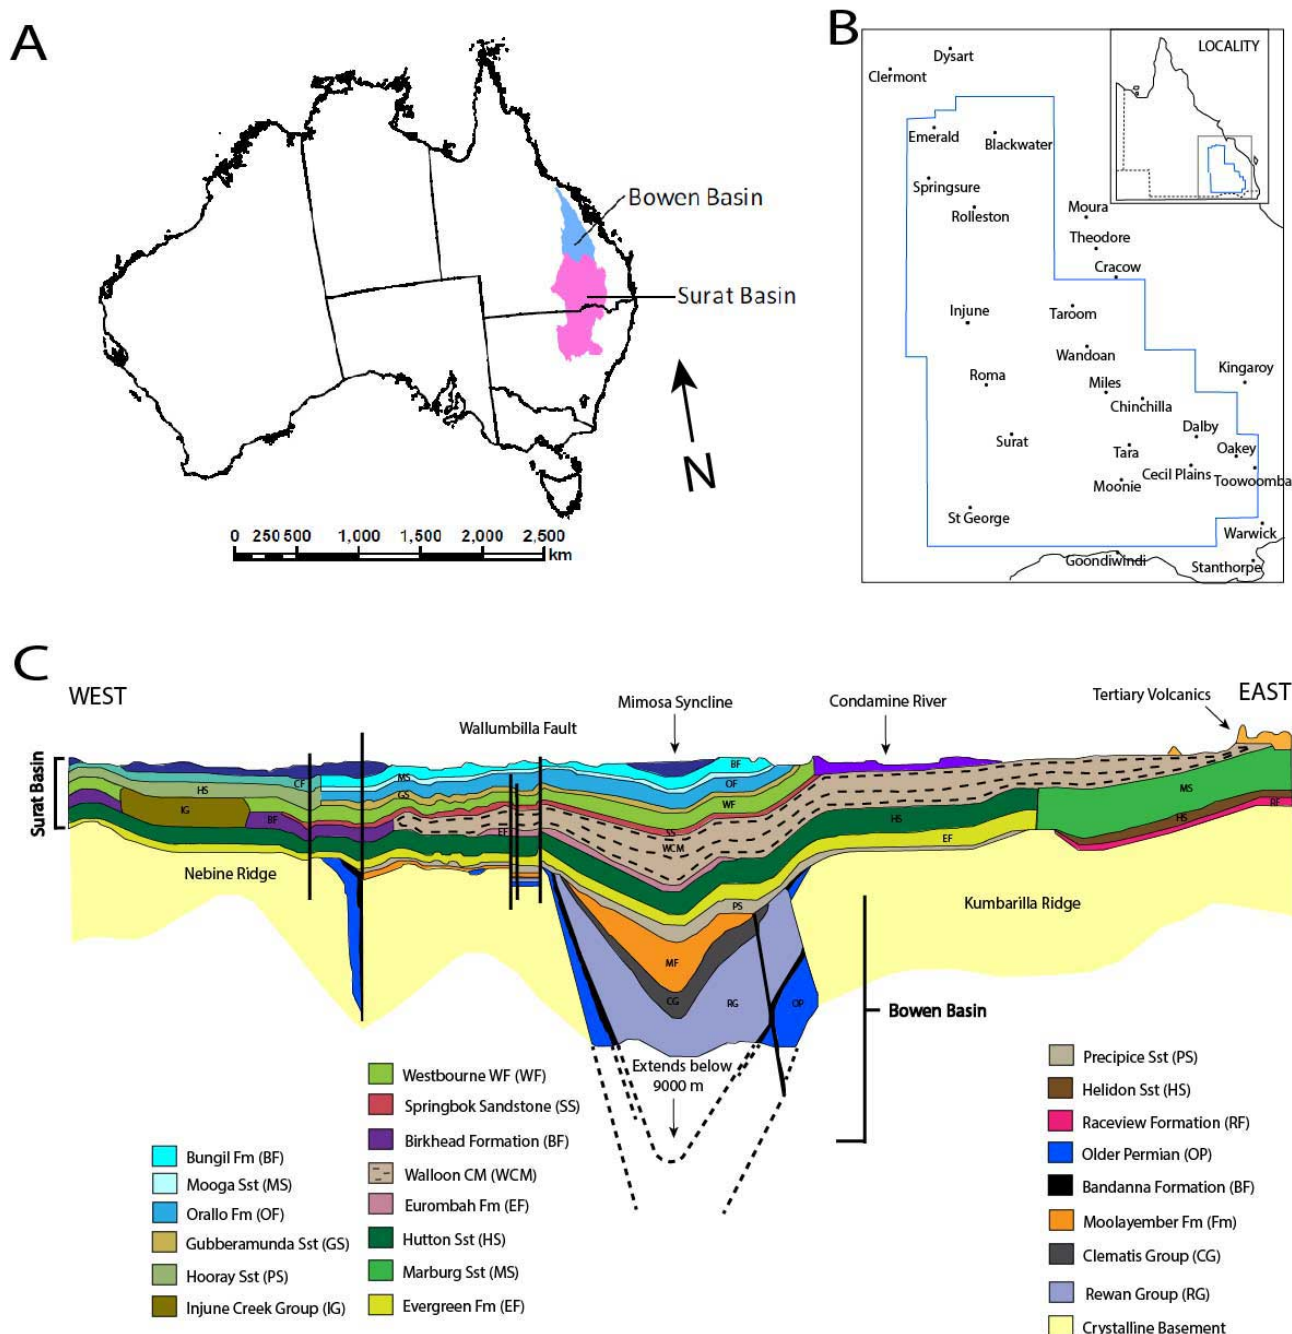 A
Bowen Basin
Surat Basin
N
0 250 500 1,000 1,500 2,000 2,500
km
B
LOCALITY
Dysart
Clermont
Emerald
Blackwater
Springsure
Rolleston
Moura
Theodore
Cracow
Injune
Taroom
Wandoan
Kingaroy
Roma
Miles
Chinchilla
Surat
Dalby
Tara
Oakey
Cecil Plains
Toowoomba
Moonie
St George
Warwick
Goondiwindi
Stanthorpe
C
WEST
Wallumbilla Fault
Mimosa Syncline
Condamine River
Tertiary Volcanics
EAST
Surat Basin
HS
CF
MS
GS
IG
BF
EF
BF
OF
WF
SS
WCM
HS
EF
MS
HS
RF
Nebine Ridge
Kumbarilla Ridge
PS
MF
CG
RG
OP
Bowen Basin
Extends below
9000 m
Bungil Fm (BF)
Mooga Sst (MS)
Orallo Fm (OF)
Gubberamunda Sst (GS)
Hooray Sst (PS)
Injune Creek Group (IG)
Westbourne WF (WF)
Springbok Sandstone (SS)
Birkhead Formation (BF)
Walloon CM (WCM)
Eurombah Fm (EF)
Hutton Sst (HS)
Marburg Sst (MS)
Evergreen Fm (EF)
Precipice Sst (PS)
Helidon Sst (HS)
Raceview Formation (RF)
Older Permian (OP)
Bandanna Formation (BF)
Moolayember Fm (Fm)
Clematis Group (CG)
Rewan Group (RG)
Crystalline Basement